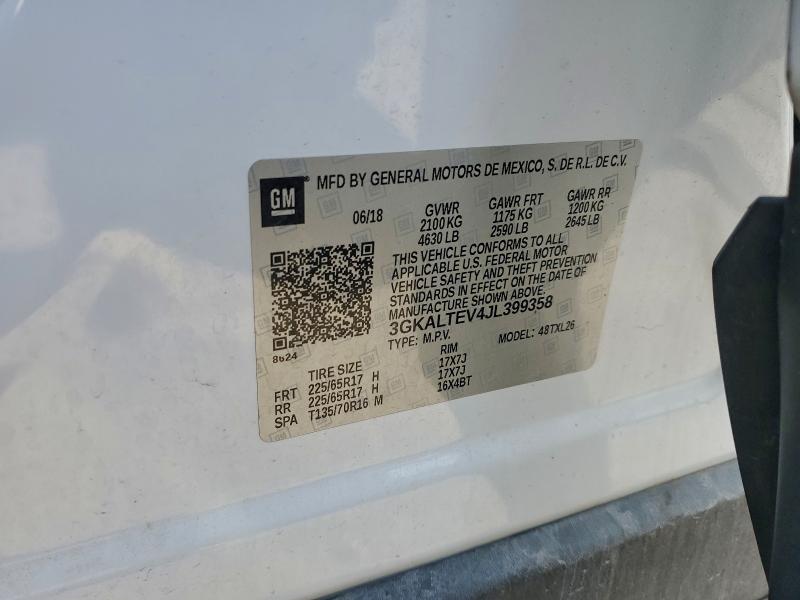 GM ® MFD BY GENERAL MOTORS DE MEXICO, S. DE R.L. DE C.V.
06/18 GVWR GAWR FRT GAWR RR
2100 KG 1175 KG 1200 KG
4630 LB 2590 LB 2645 LB
THIS VEHICLE CONFORMS TO ALL
APPLICABLE U.S. FEDERAL MOTOR
VEHICLE SAFETY AND THEFT PREVENTION
STANDARDS IN EFFECT ON THE DATE OF
MANUFACTURE SHOWN ABOVE.
3GKALTEV4JL399358
8624 TYPE: M.P.V. MODEL: 48TXL26
TIRE SIZE RIM
FRT 225/65R17 H 17X7J
RR 225/65R17 H 17X7J
SPA T135/70R16 M 16X4BT